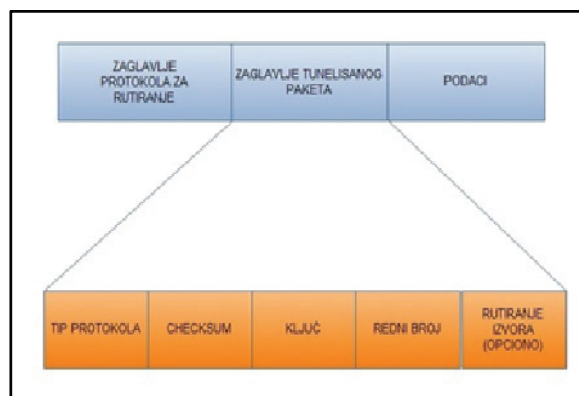 ZAGLAVLJE
PROTOKOLA ZA
RUTIRANJE
ZAGLAVLJE TUNELISANOG
PAKETA
PODACI
TIP PROTOKOLA
CHECKSUM
KLJUČ
REDNI BROJ
RUTIRANJE
IZVORA
(OPCIONO)